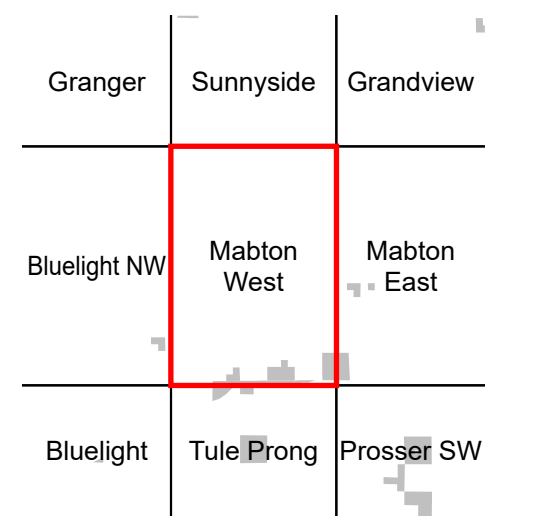 Granger
Sunnyside
Grandview
Bluelight NW
Mabton
West
Mabton
East
Bluelight
Tule Prong
Prosser SW